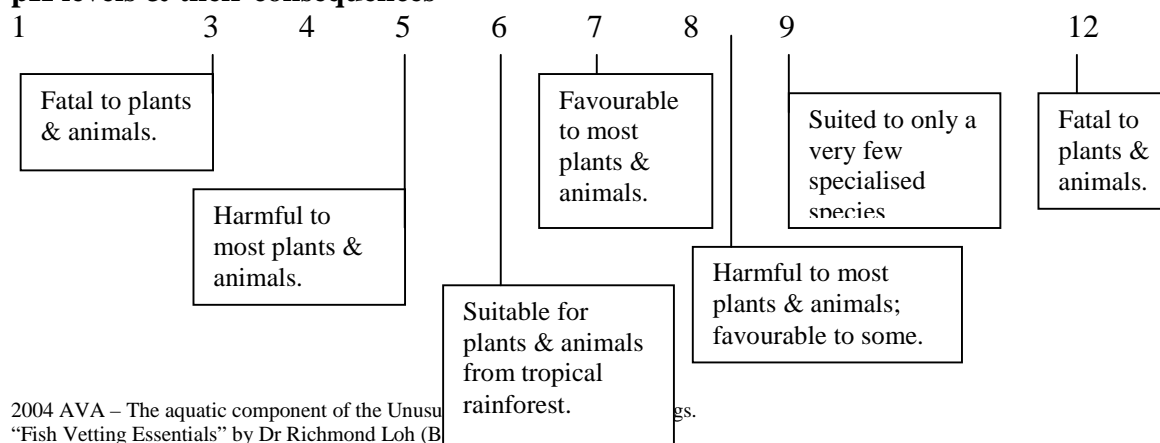 pH levels & their consequences
1 3 4 5 6 7 8 9 12
Fatal to plants
& animals.
Harmful to
most plants &
animals.
Suitable for
plants & animals
from tropical
rainforest.
Favourable
to most
plants &
animals.
Harmful to most
plants & animals;
favourable to some.
Suited to only a
very few
specialised
species
Fatal to
plants &
animals.
2004 AVA – The aquatic component of the
"Fish Vetting Essentials" by Dr Richmond Loh